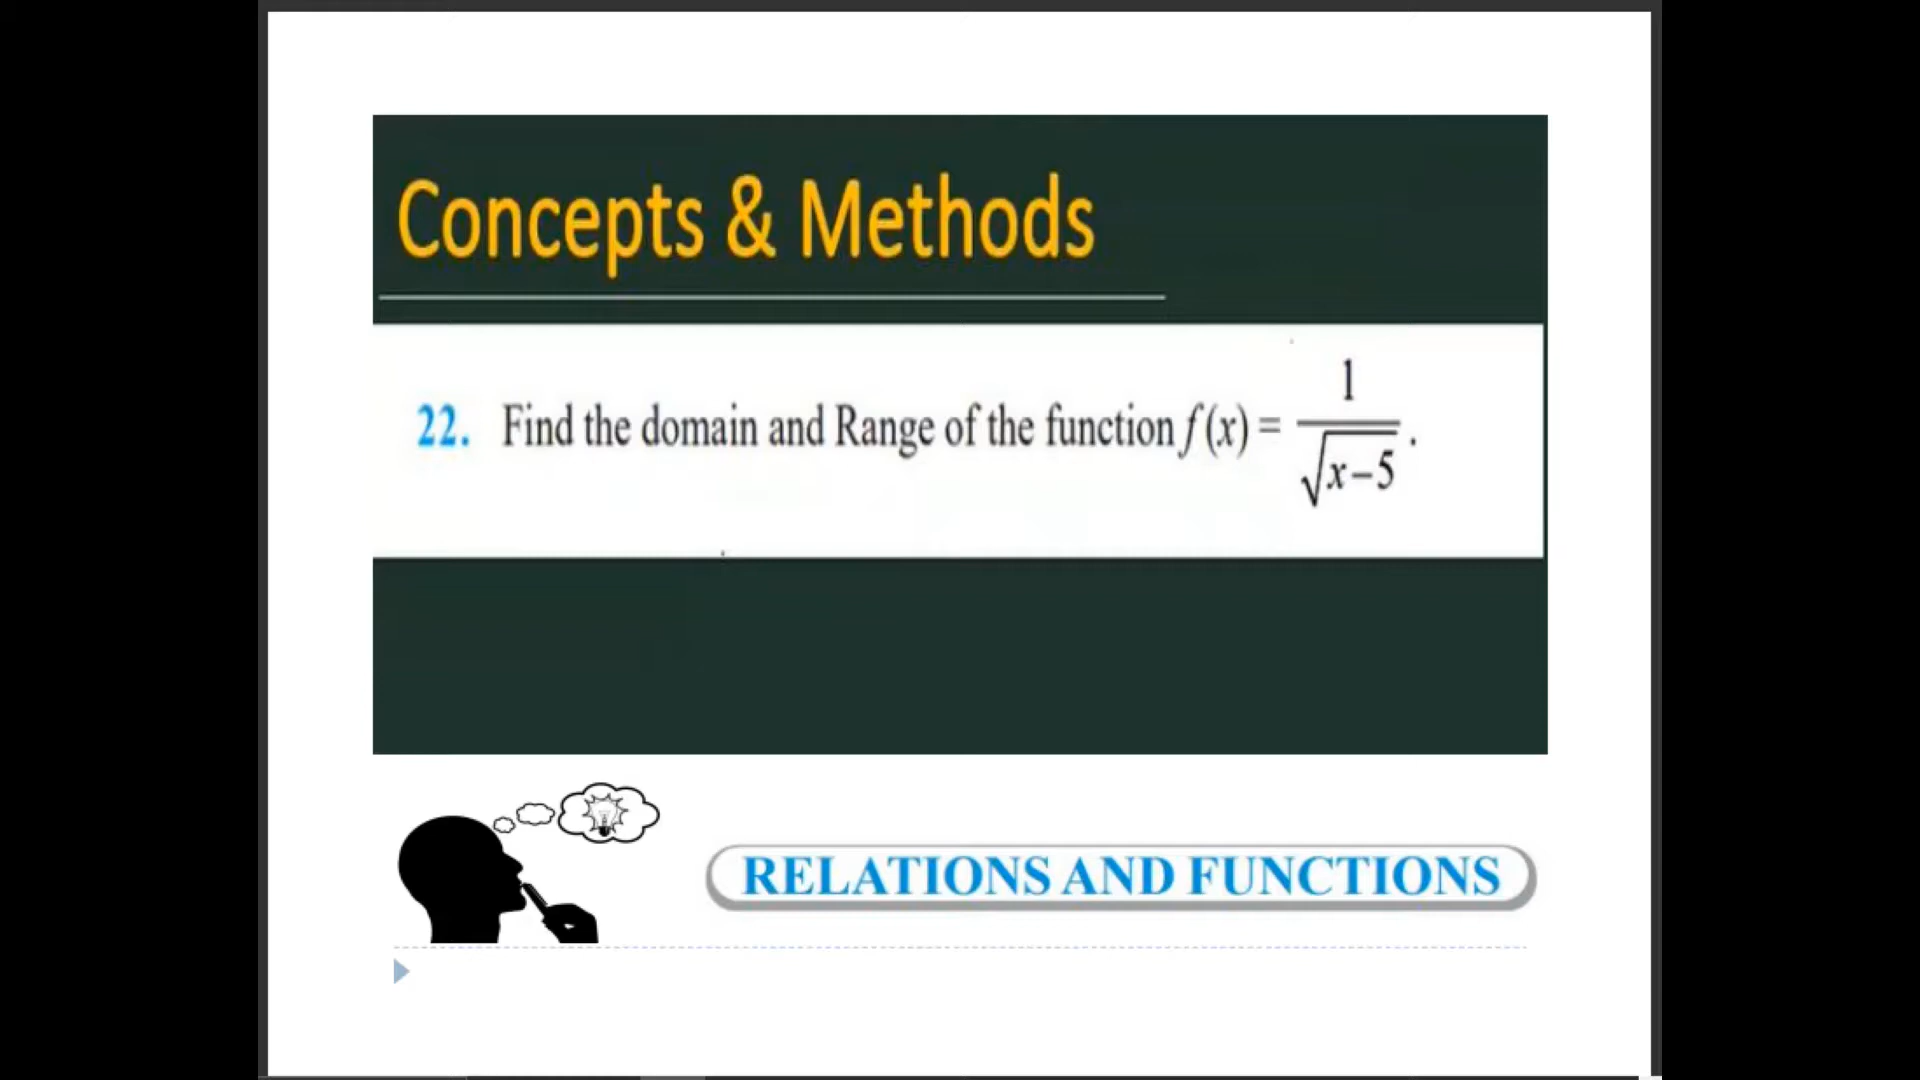 Concepts & Methods
22. Find the domain and Range of the function f(x) = 1/√(x−5).
RELATIONS AND FUNCTIONS